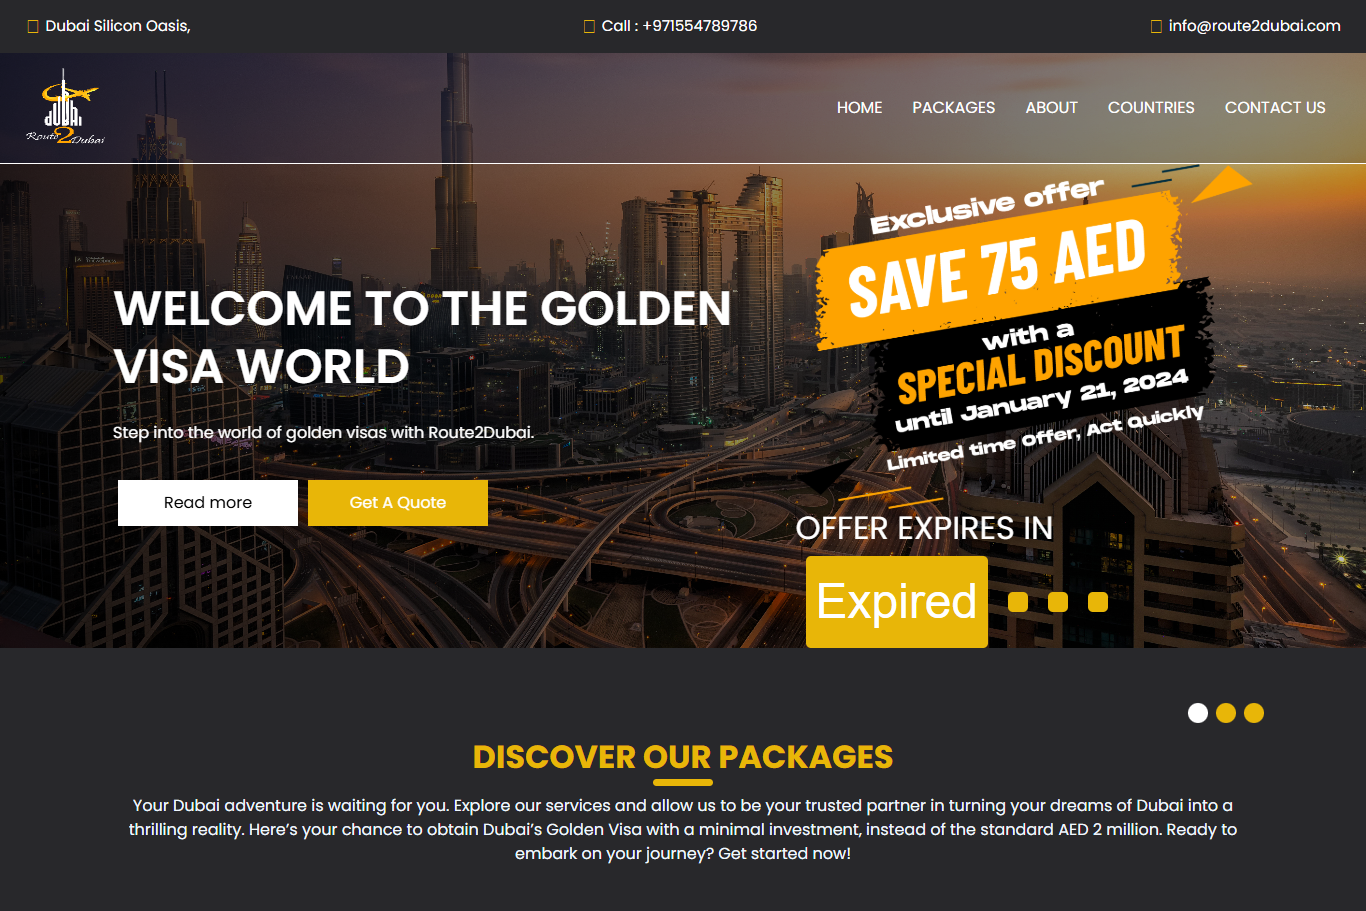 Dubai Silicon Oasis,
Call : +971554789786
info@route2dubai.com
dubai
Route 2 Dubai
HOME
PACKAGES
ABOUT
COUNTRIES
CONTACT US
Exclusive offer
SAVE 75 AED
with a
SPECIAL DISCOUNT
until January 21, 2024
Limited time offer, Act Quickly
WELCOME TO THE GOLDEN
VISA WORLD
Step into the world of golden visas with Route2Dubai.
Read more
Get A Quote
OFFER EXPIRES IN
Expired
DISCOVER OUR PACKAGES
Your Dubai adventure is waiting for you. Explore our services and allow us to be your trusted partner in turning your dreams of Dubai into a
thrilling reality. Here’s your chance to obtain Dubai’s Golden Visa with a minimal investment, instead of the standard AED 2 million. Ready to
embark on your journey? Get started now!